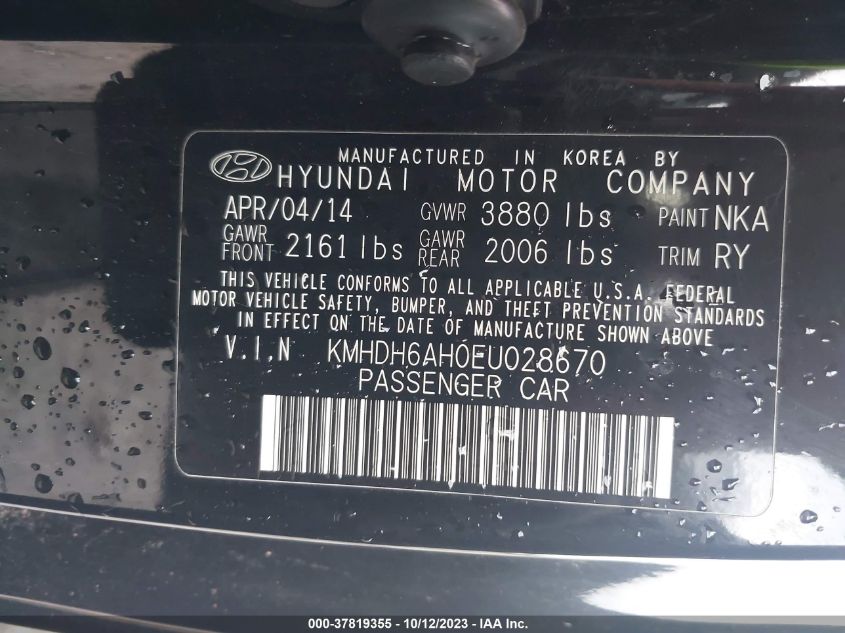 MANUFACTURED IN KOREA BY
HYUNDAI MOTOR COMPANY
APR/04/14 GVWR 3880 lbs PAINT NKA
GAWR FRONT 2161 lbs GAWR REAR 2006 lbs TRIM RY
THIS VEHICLE CONFORMS TO ALL APPLICABLE U.S.A. FEDERAL
MOTOR VEHICLE SAFETY, BUMPER, AND THEFT PREVENTION STANDARDS
IN EFFECT ON THE DATE OF MANUFACTURE SHOWN ABOVE
V.I.N KMHDH6AH0EU028670
PASSENGER CAR
000-37819355 - 10/12/2023 - IAA Inc.